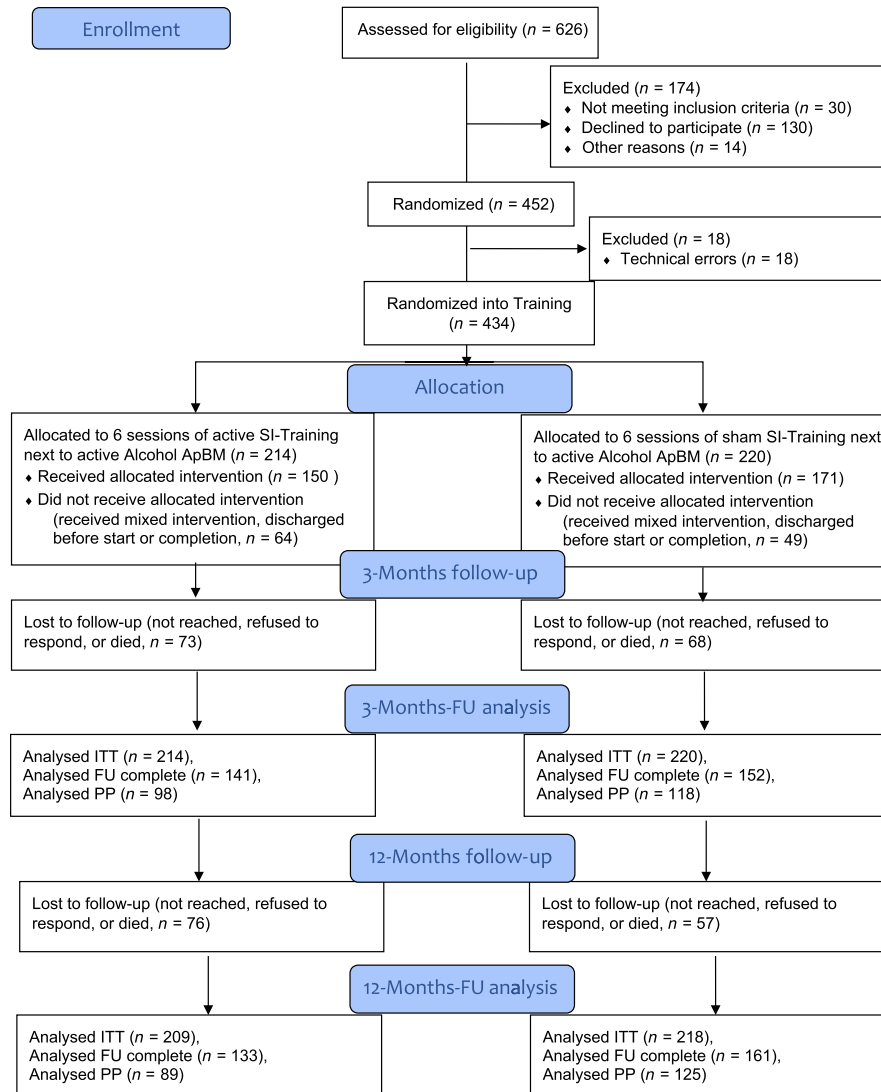 Enrollment
Assessed for eligibility (n = 626)
Excluded (n = 174)
♦ Not meeting inclusion criteria (n = 30)
♦ Declined to participate (n = 130)
♦ Other reasons (n = 14)
Randomized (n = 452)
Excluded (n = 18)
♦ Technical errors (n = 18)
Randomized into Training
(n = 434)
Allocation
Allocated to 6 sessions of active SI-Training
next to active Alcohol ApBM (n = 214)
♦ Received allocated intervention (n = 150 )
♦ Did not receive allocated intervention
(received mixed intervention, discharged
before start or completion, n = 64)
Allocated to 6 sessions of sham SI-Training next
to active Alcohol ApBM (n = 220)
♦ Received allocated intervention (n = 171)
♦ Did not receive allocated intervention
(received mixed intervention, discharged
before start or completion, n = 49)
3-Months follow-up
Lost to follow-up (not reached, refused to
respond, or died, n = 73)
Lost to follow-up (not reached, refused to
respond, or died, n = 68)
3-Months-FU analysis
Analysed ITT (n = 214),
Analysed FU complete (n = 141),
Analysed PP (n = 98)
Analysed ITT (n = 220),
Analysed FU complete (n = 152),
Analysed PP (n = 118)
12-Months follow-up
Lost to follow-up (not reached, refused to
respond, or died, n = 76)
Lost to follow-up (not reached, refused to
respond, or died, n = 57)
12-Months-FU analysis
Analysed ITT (n = 209),
Analysed FU complete (n = 133),
Analysed PP (n = 89)
Analysed ITT (n = 218),
Analysed FU complete (n = 161),
Analysed PP (n = 125)